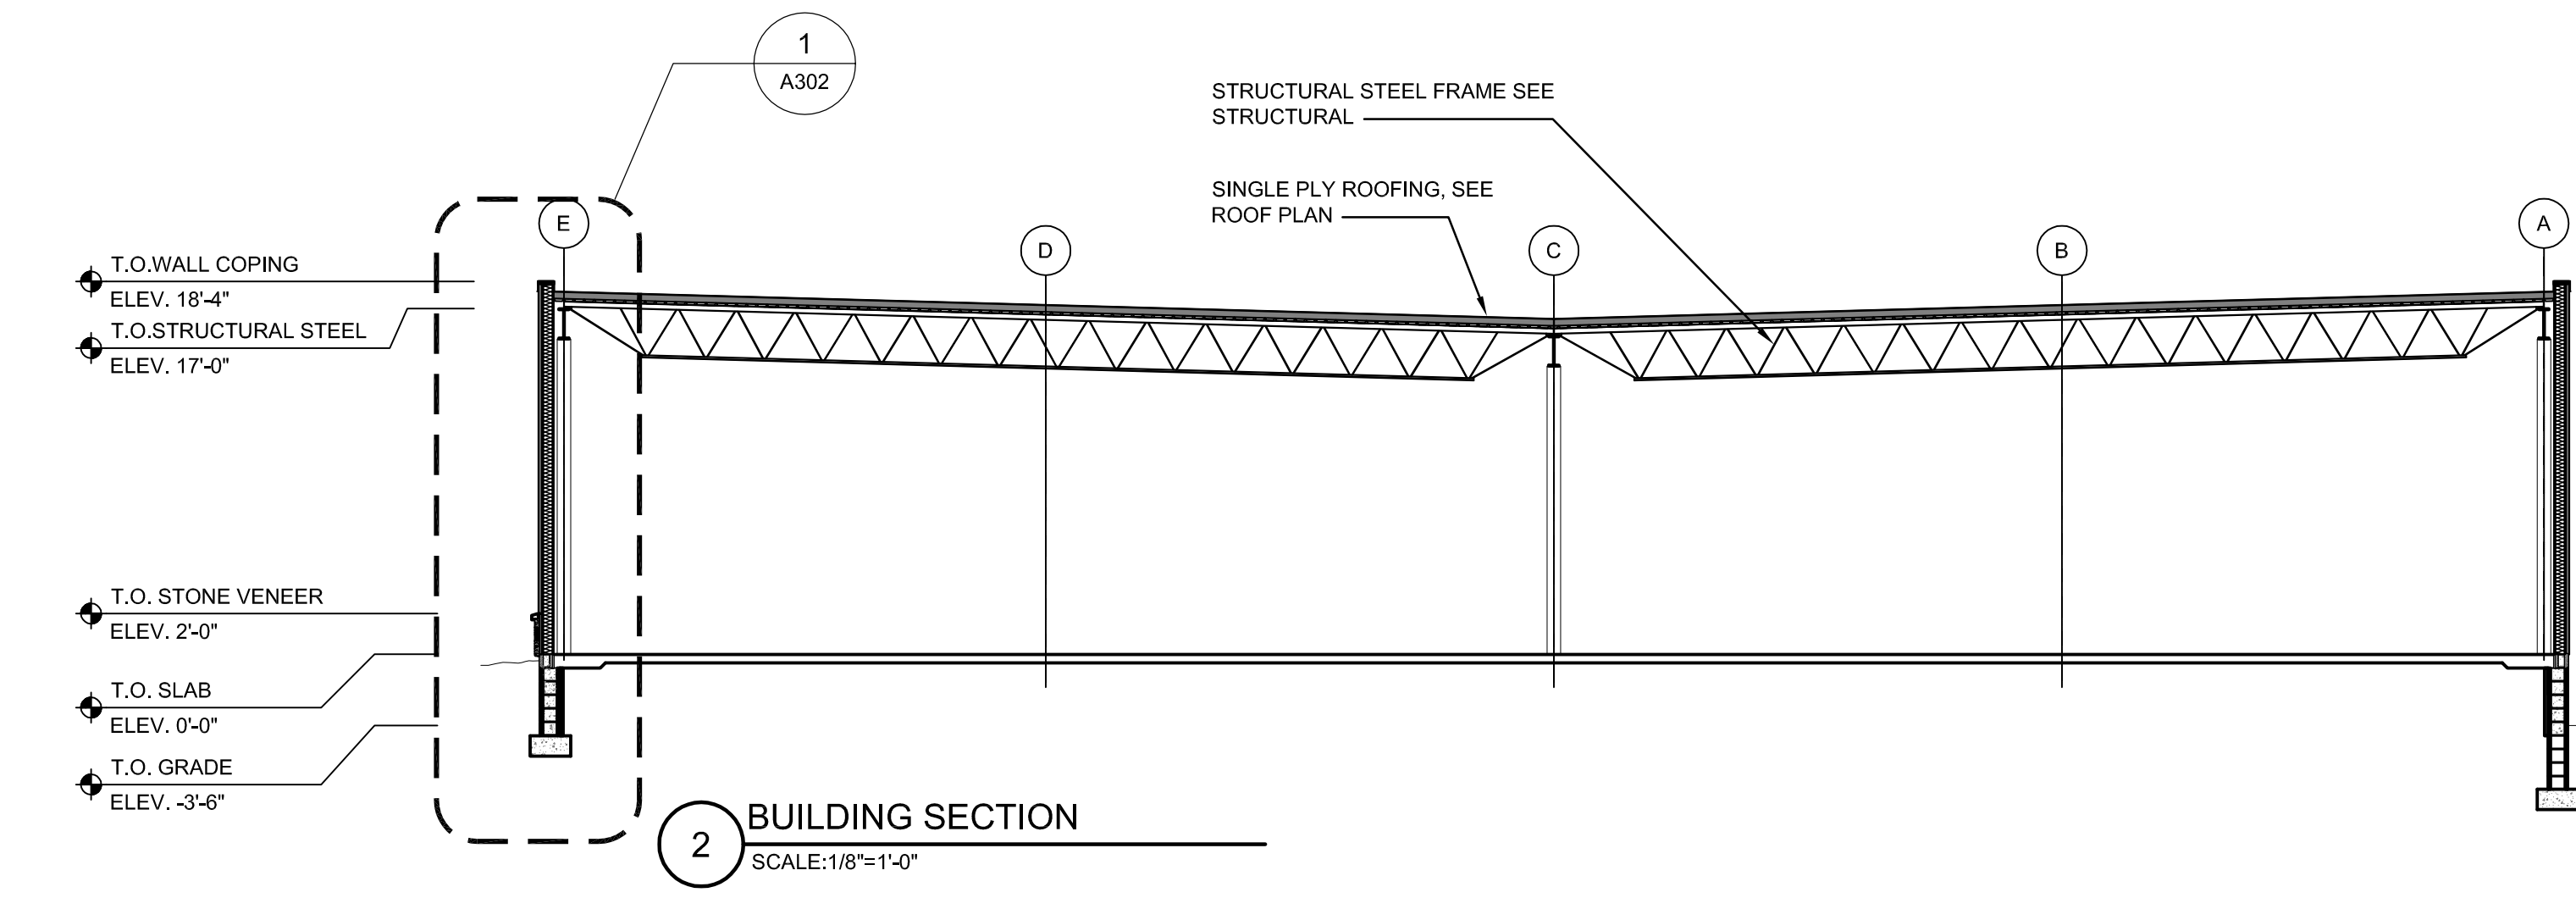 1
A302
STRUCTURAL STEEL FRAME SEE
STRUCTURAL
SINGLE PLY ROOFING, SEE
ROOF PLAN
E
D
C
B
A
T.O.WALL COPING
ELEV. 18'-4"
T.O.STRUCTURAL STEEL
ELEV. 17'-0"
T.O. STONE VENEER
ELEV. 2'-0"
T.O. SLAB
ELEV. 0'-0"
T.O. GRADE
ELEV. -3'-6"
2
BUILDING SECTION
SCALE:1/8"=1'-0"